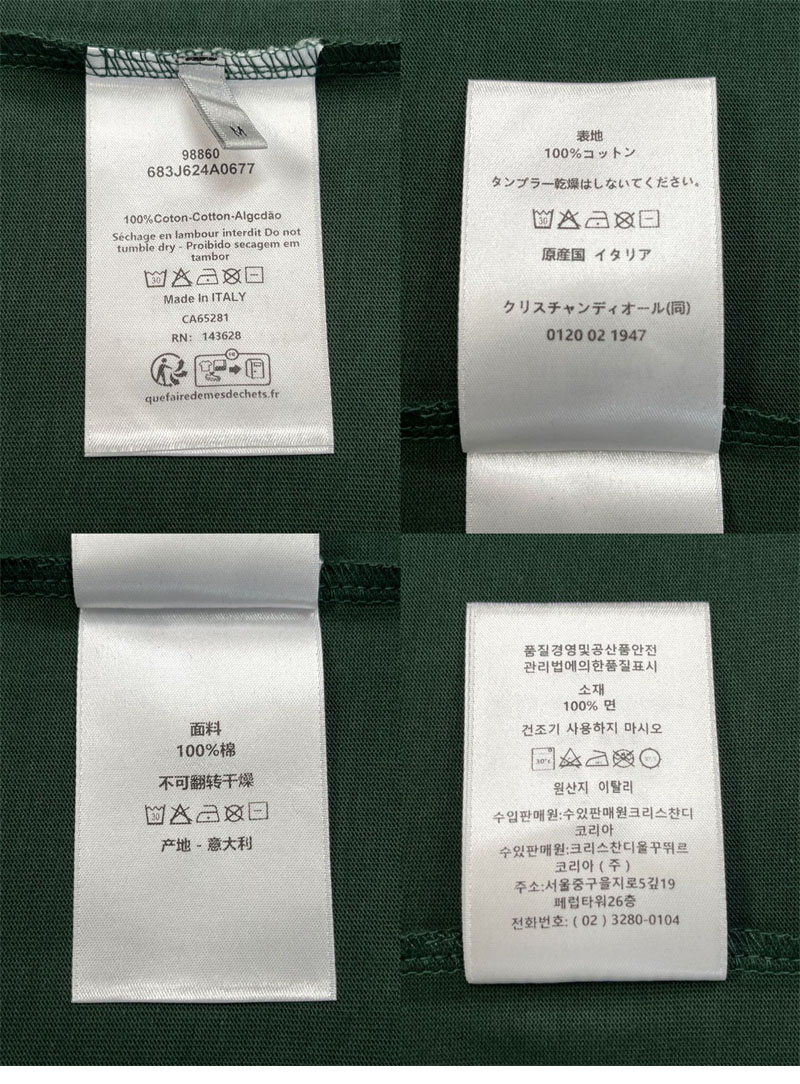 M
98860
683J624A0677
100%Coton-Cotton-Algcdão
Séchage en lambour interdit Do not
tumble dry - Proibido secagem em
tambor
30
Made In ITALY
CA65281
RN: 143628
FR
quefairedemesdechets.fr
表地
100%コットン
タンブラー乾燥はしないてください。
30
原産国 イタリア
クリスチャンディオール(同)
0120 02 1947
面料
100%棉
不可翻转干燥
30
产地 - 意大利
품질경영및공산품안전
관리법에의한품질표시
소재
100% 면
건조기 사용하지 마시오
30°c
원산지 이탈리
수입판매원:수있판매원크리스챤디
코리아
수있판매원:크리스챤디올꾸뛰르
코리아 ( 주 )
주소:서울중구을지로5깊19
페럽타워26층
전화번호: ( 02 ) 3280-0104